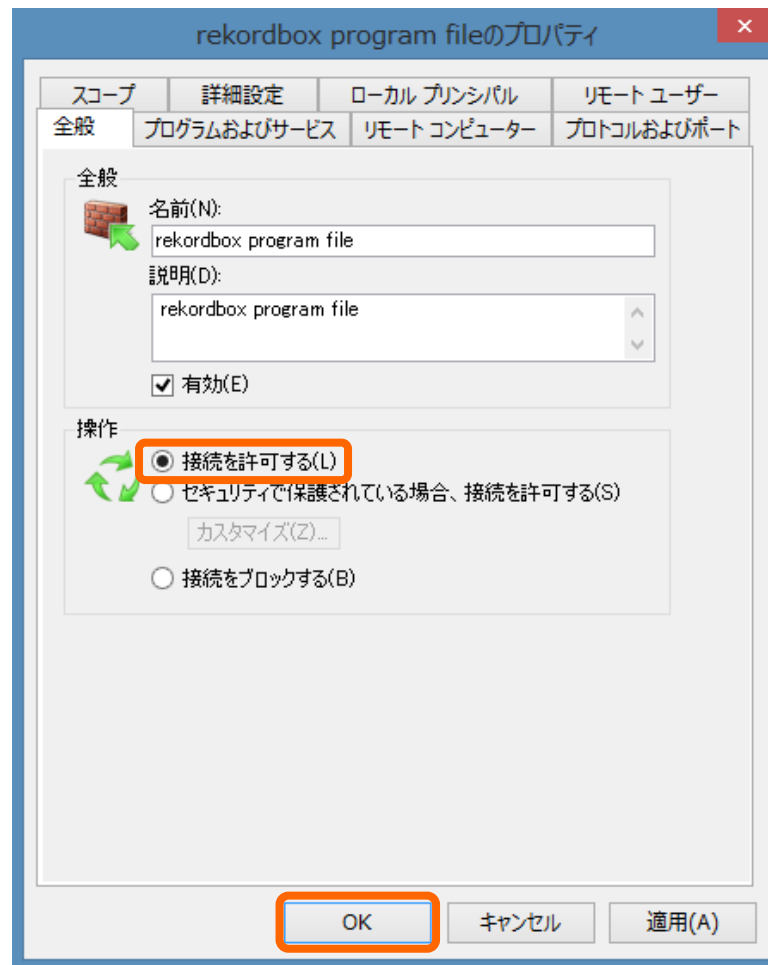 rekordbox program fileのプロパティ
スコープ 詳細設定 ローカル プリンシパル リモート ユーザー
全般 プログラムおよびサービス リモート コンピューター プロトコルおよびポート
全般
名前(N):
rekordbox program file
説明(D):
rekordbox program file
有効(E)
操作
接続を許可する(L)
セキュリティで保護されている場合、接続を許可する(S)
カスタマイズ(Z)...
接続をブロックする(B)
OK キャンセル 適用(A)